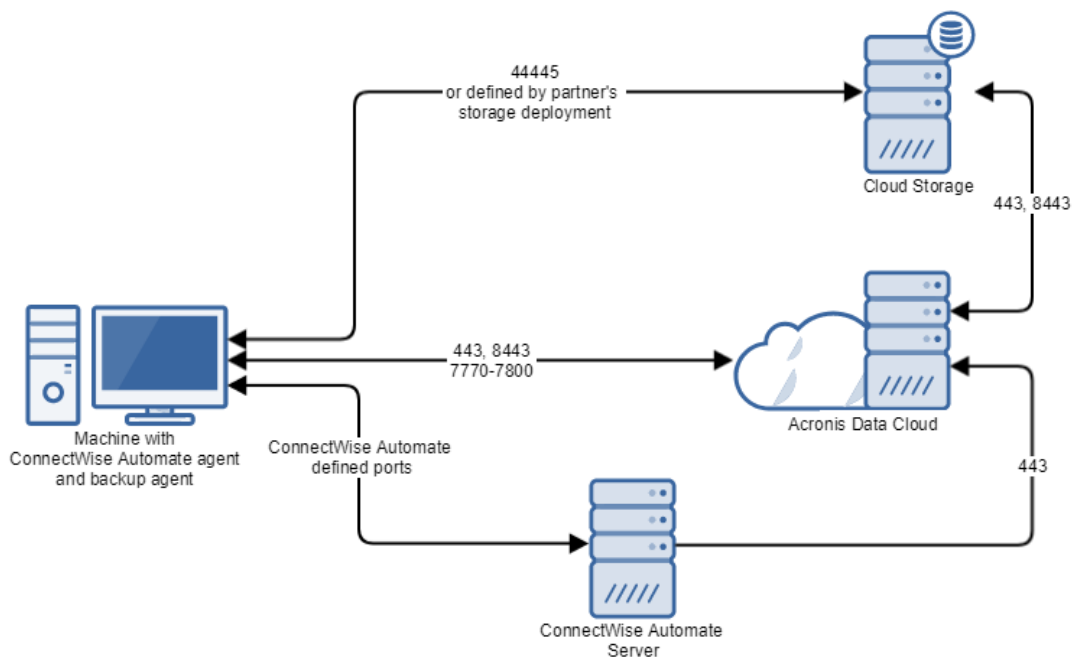 44445
or defined by partner's
storage deployment
Cloud Storage
443, 8443
443, 8443
7770-7800
Acronis Data Cloud
Machine with
ConnectWise Automate agent
and backup agent
ConnectWise Automate
defined ports
443
ConnectWise Automate
Server